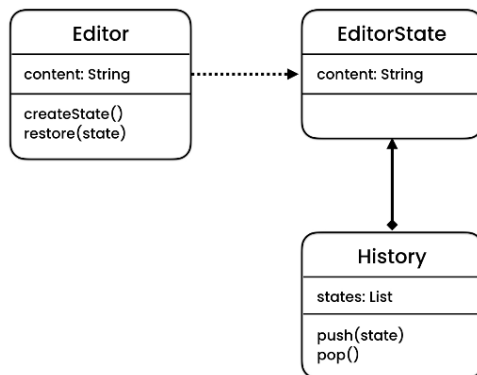 Editor
content: String
createState()
restore(state)
EditorState
content: String
History
states: List
push(state)
pop()